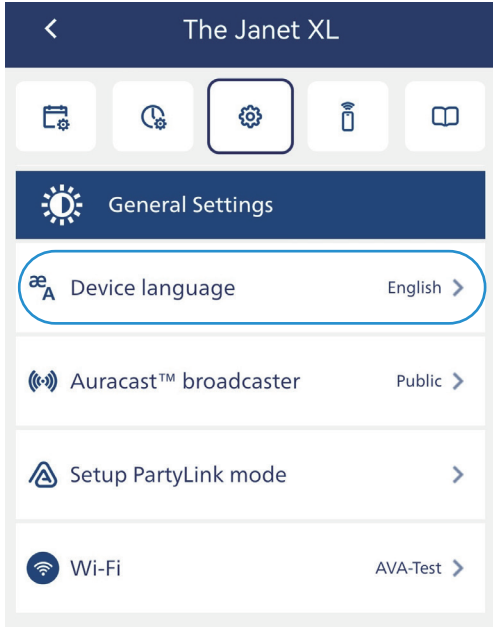 The Janet XL
General Settings
Device language English
Auracast™ broadcaster Public
Setup PartyLink mode
Wi-Fi AVA-Test